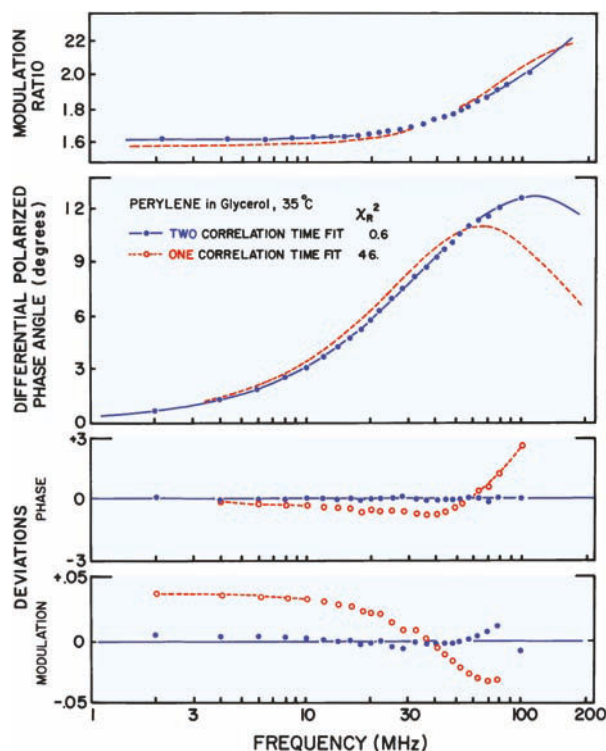 MODULATION
RATIO
22
2.0
1.8
1.6
DIFFERENTIAL POLARIZED
PHASE ANGLE (degrees)
12
9
6
3
0
PERYLENE in Glycerol, 35°C
χR²
TWO CORRELATION TIME FIT 0.6
ONE CORRELATION TIME FIT 46.
DEVIATIONS
PHASE
+3
0
-3
MODULATION
+.05
0
-.05
1 3 10 30 100 200
FREQUENCY (MHz)